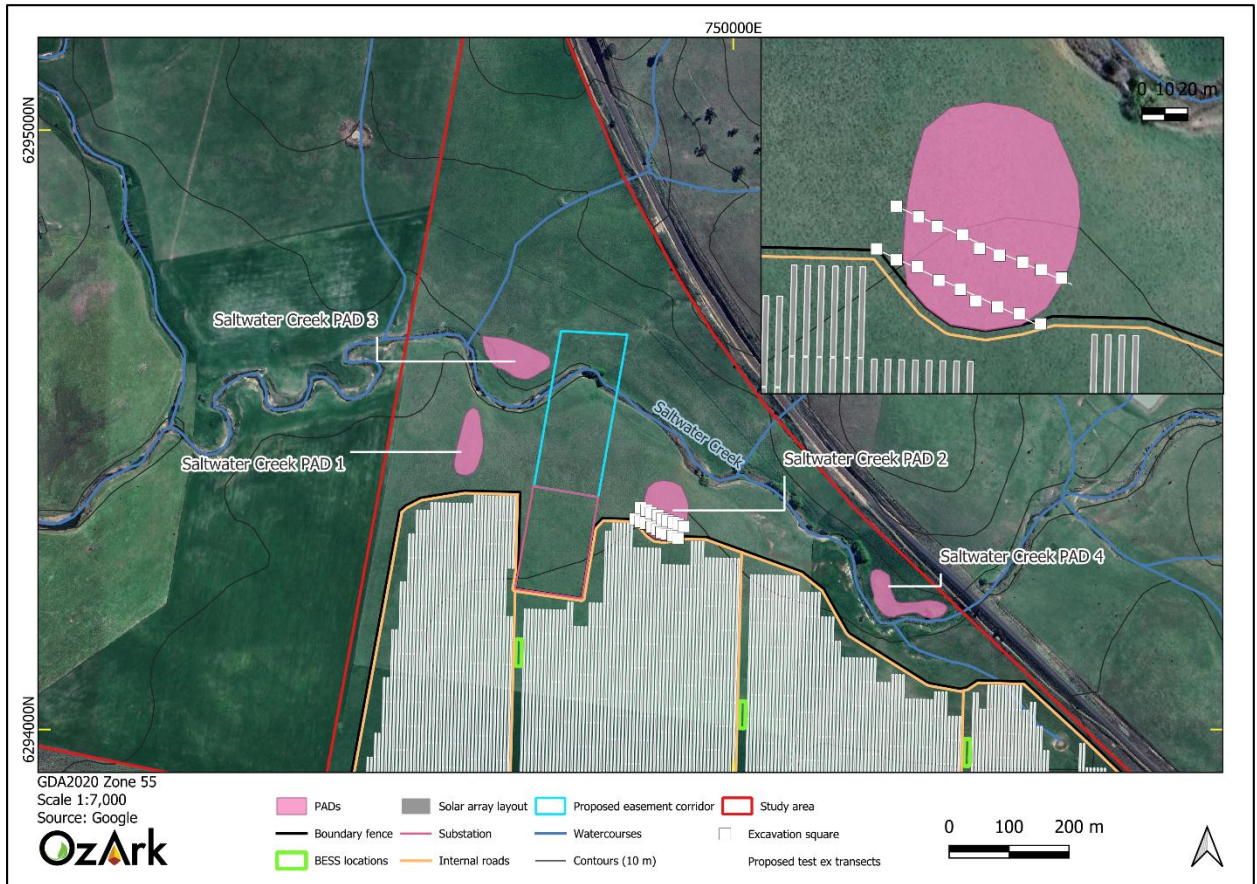 750000E
6295000N
6294000N
0 10 20 m
Saltwater Creek PAD 3
Saltwater Creek PAD 1
Saltwater Creek
Saltwater Creek PAD 2
Saltwater Creek PAD 4
GDA2020 Zone 55
Scale 1:7,000
Source: Google
OzArk
PADs
Solar array layout
Proposed easement corridor
Study area
Boundary fence
Substation
Watercourses
Excavation square
BESS locations
Internal roads
Contours (10 m)
Proposed test ex transects
0 100 200 m